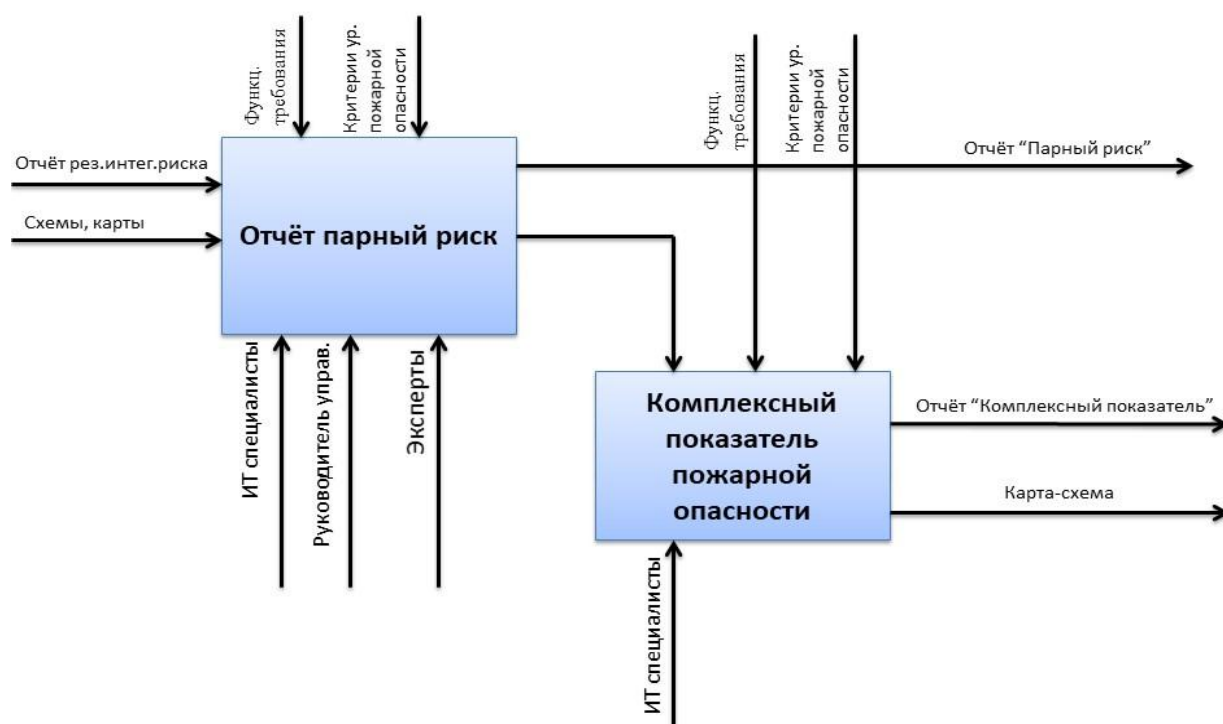 Функц.
требования
Критерии ур.
пожарной
опасности
Функц.
требования
Критерии ур.
пожарной
опасности
Отчёт рез.интег.риска
Отчёт “Парный риск”
Схемы, карты
Отчёт парный риск
ИТ специалисты
Руководитель управ.
Эксперты
Комплексный
показатель
пожарной
опасности
Отчёт “Комплексный показатель”
Карта-схема
ИТ специалисты